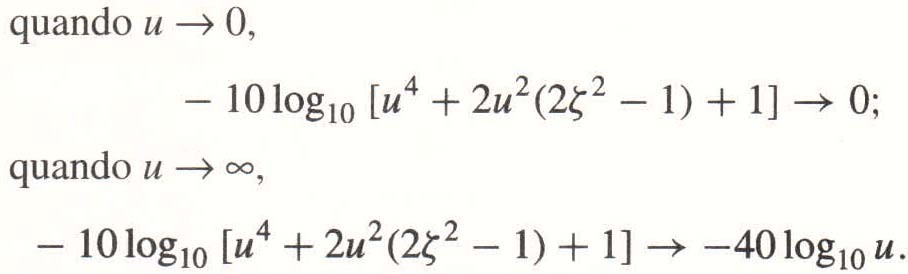 quando u → 0,
− 10 log₁₀ [u⁴ + 2u²(2ζ² − 1) + 1] → 0;
quando u → ∞,
− 10 log₁₀ [u⁴ + 2u²(2ζ² − 1) + 1] → −40 log₁₀ u.